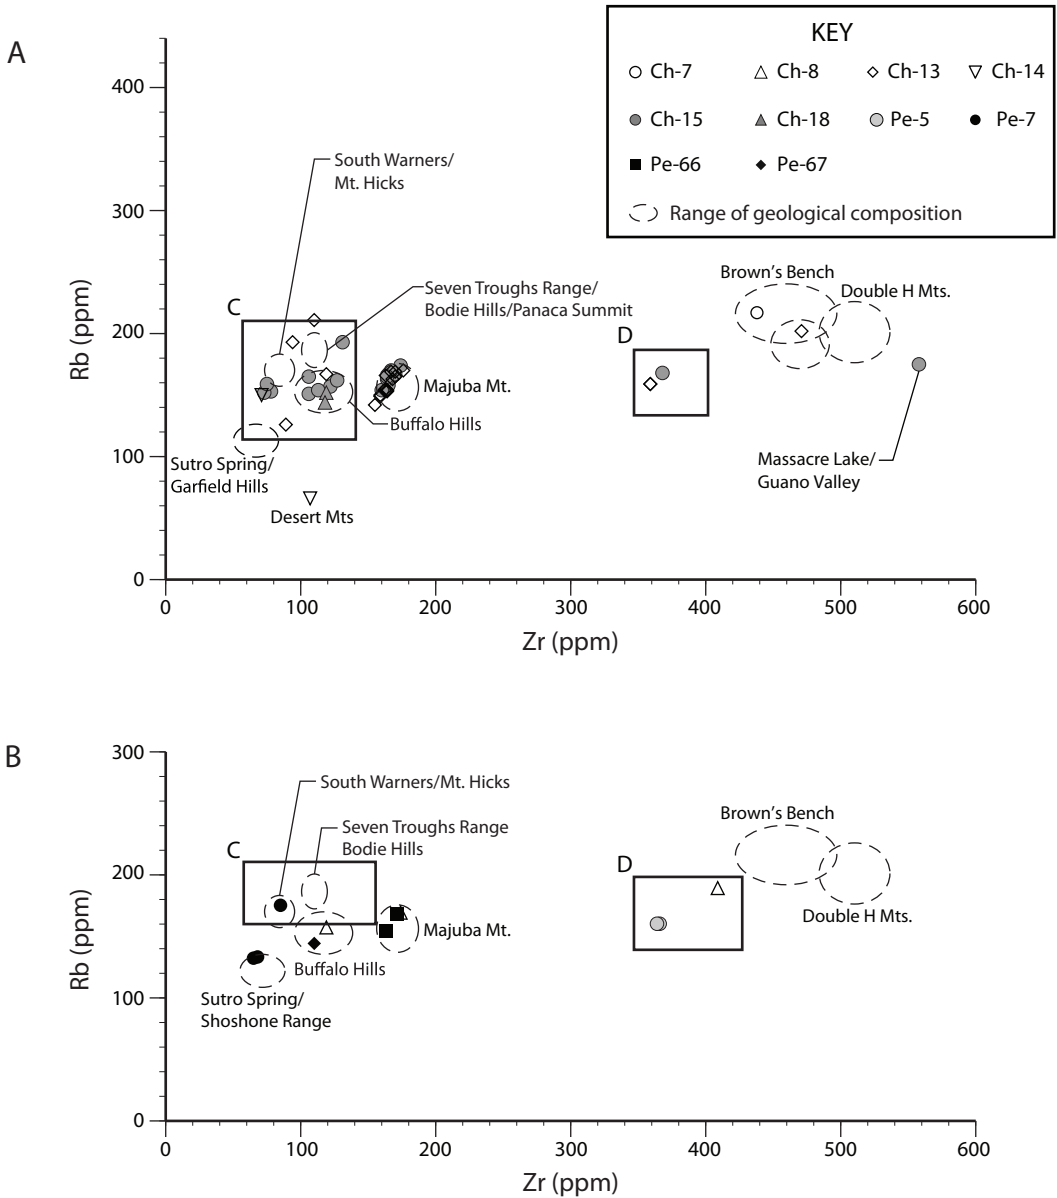 A
KEY
Ch-7 Ch-8 Ch-13 Ch-14
Ch-15 Ch-18 Pe-5 Pe-7
Pe-66 Pe-67
Range of geological composition
400
300
200
100
0
Rb (ppm)
South Warners/
Mt. Hicks
Seven Troughs Range/
Bodie Hills/Panaca Summit
C
Majuba Mt.
Buffalo Hills
Sutro Spring/
Garfield Hills
Desert Mts
Brown's Bench
Double H Mts.
D
Massacre Lake/
Guano Valley
0 100 200 300 400 500 600
Zr (ppm)
B
300
200
100
0
Rb (ppm)
South Warners/Mt. Hicks
Seven Troughs Range
Bodie Hills
C
Majuba Mt.
Buffalo Hills
Sutro Spring/
Shoshone Range
Brown's Bench
D
Double H Mts.
0 100 200 300 400 500 600
Zr (ppm)